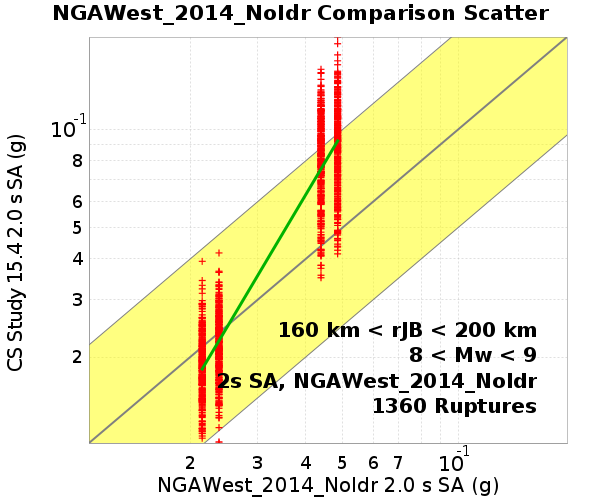 NGAWest_2014_NoIdr Comparison Scatter
CS Study 15.4 2.0 s SA (g)
10-1
8
6
5
4
3
2
160 km < rJB < 200 km
8 < Mw < 9
2s SA, NGAWest_2014_NoIdr
1360 Ruptures
2 3 4 5 6 7 10-1
NGAWest_2014_NoIdr 2.0 s SA (g)